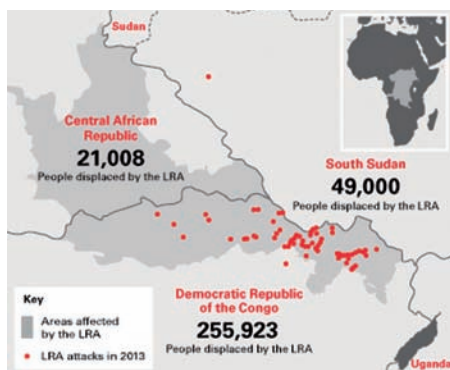 Sudan
Central African
Republic
21,008
People displaced by the LRA
South Sudan
49,000
People displaced by the LRA
Democratic Republic
of the Congo
255,923
People displaced by the LRA
Key
Areas affected
by the LRA
LRA attacks in 2013
Uganda